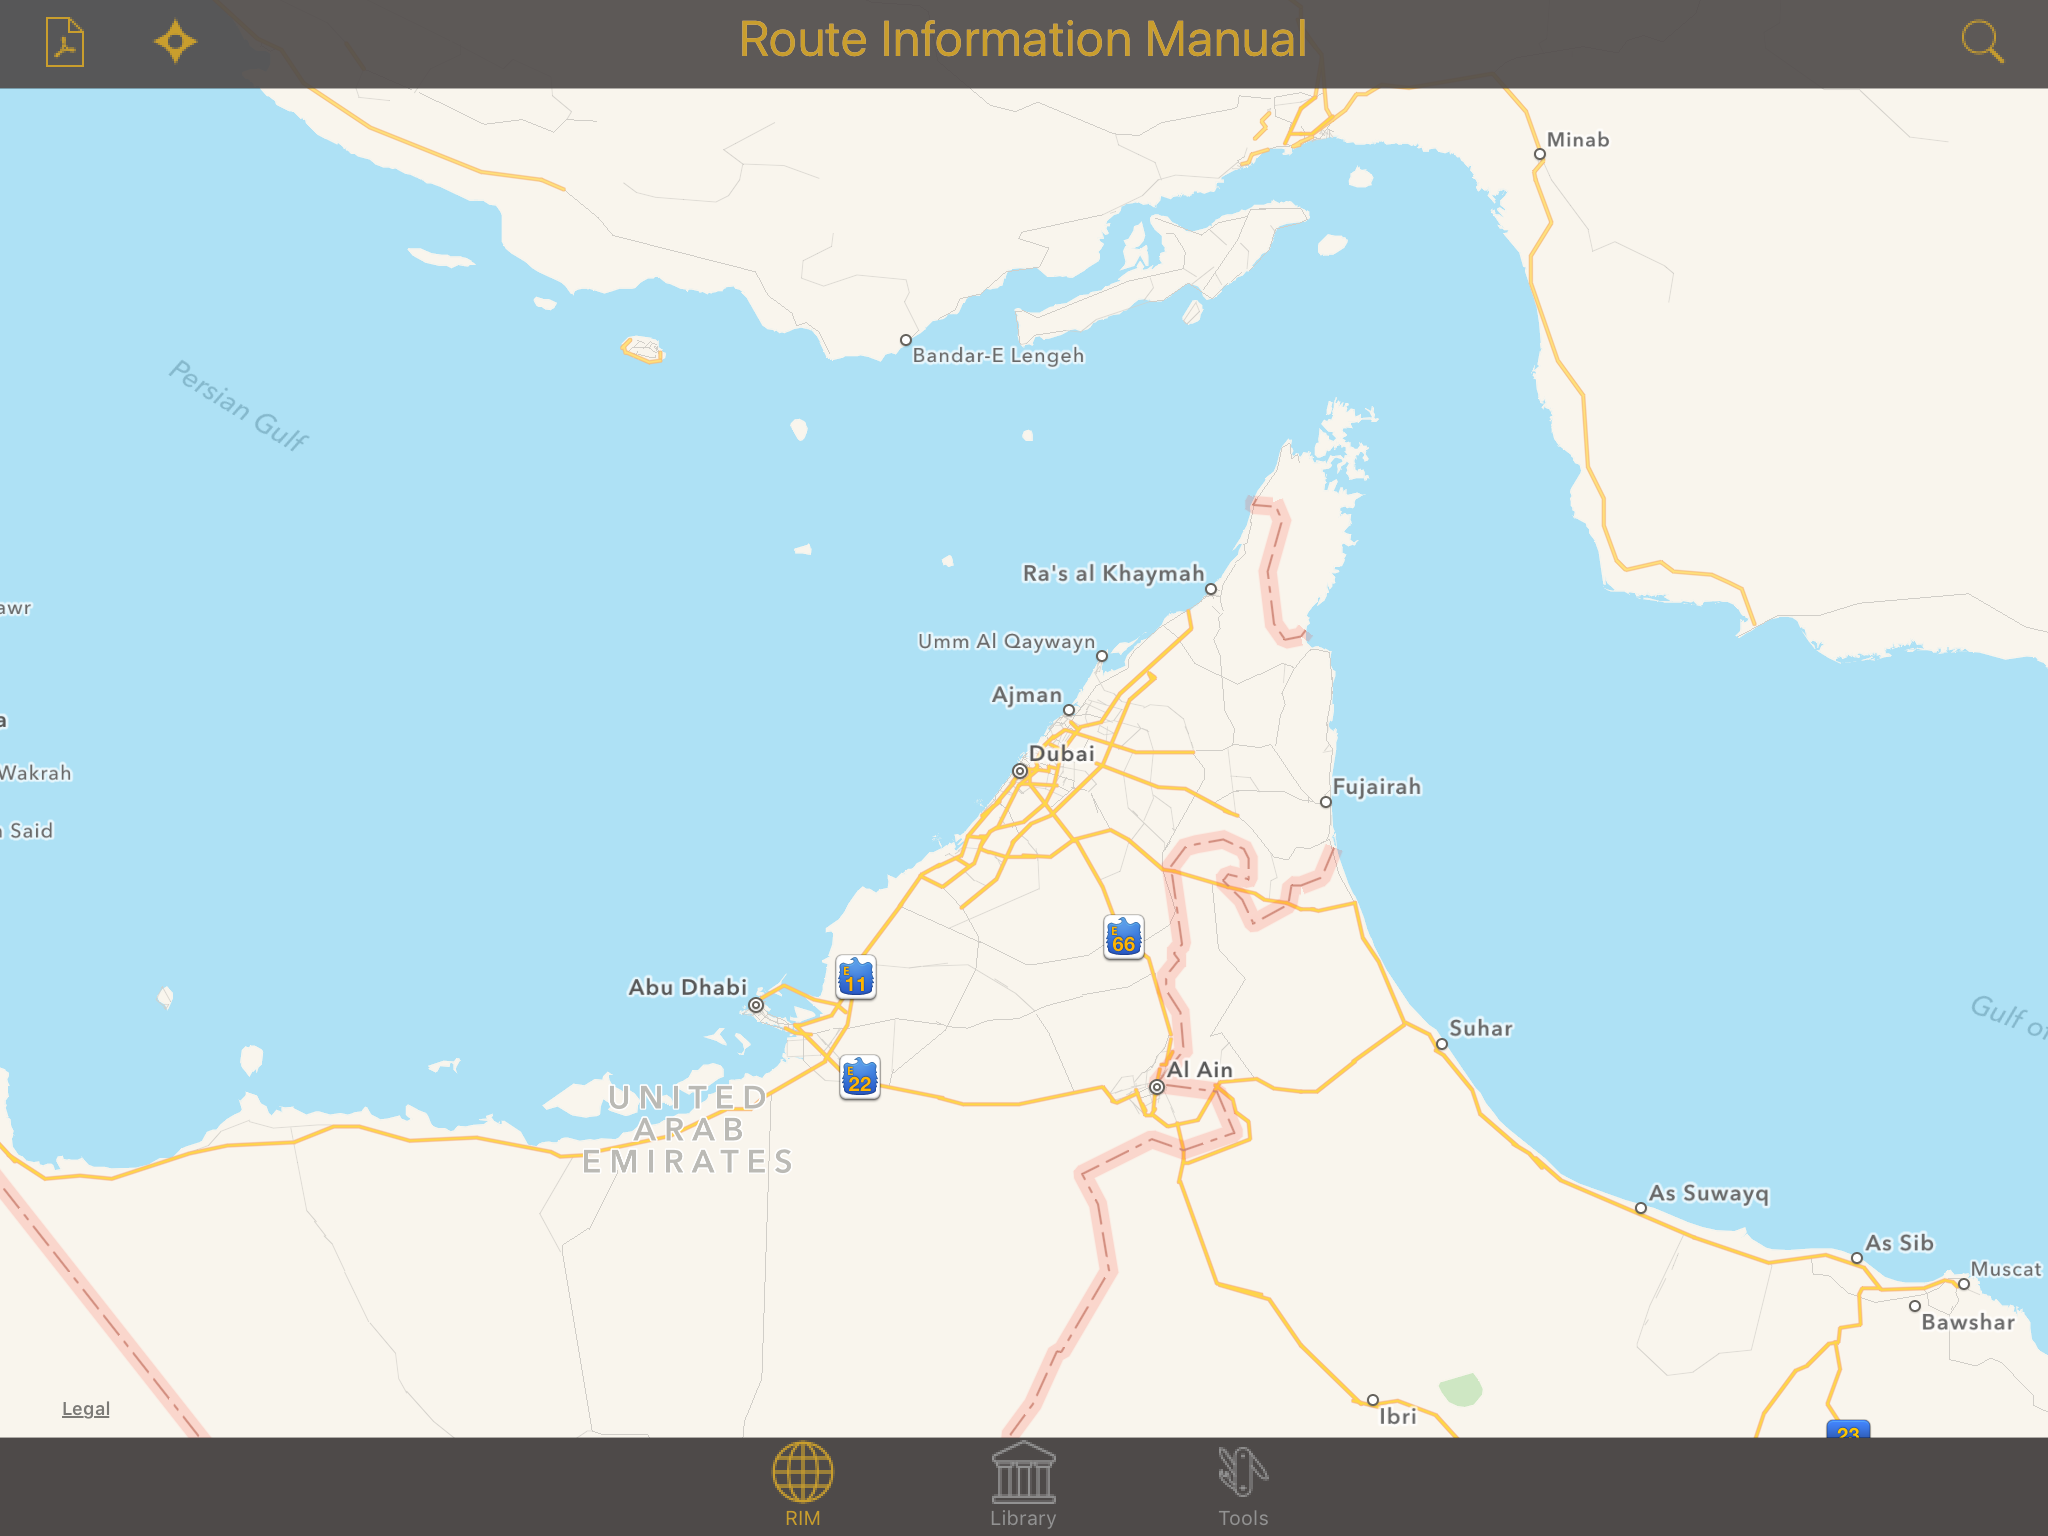 Route Information Manual
Minab
Bandar-E Lengeh
Persian Gulf
Ra's al Khaymah
awr
Umm Al Qaywayn
Ajman
a
Dubai
Wakrah
Fujairah
Said
E
66
E
11
Abu Dhabi
Gulf of
Suhar
Al Ain
E
22
UNITED
ARAB
EMIRATES
As Suwayq
As Sib
Muscat
Bawshar
Legal
Ibri
23
RIM
Library
Tools